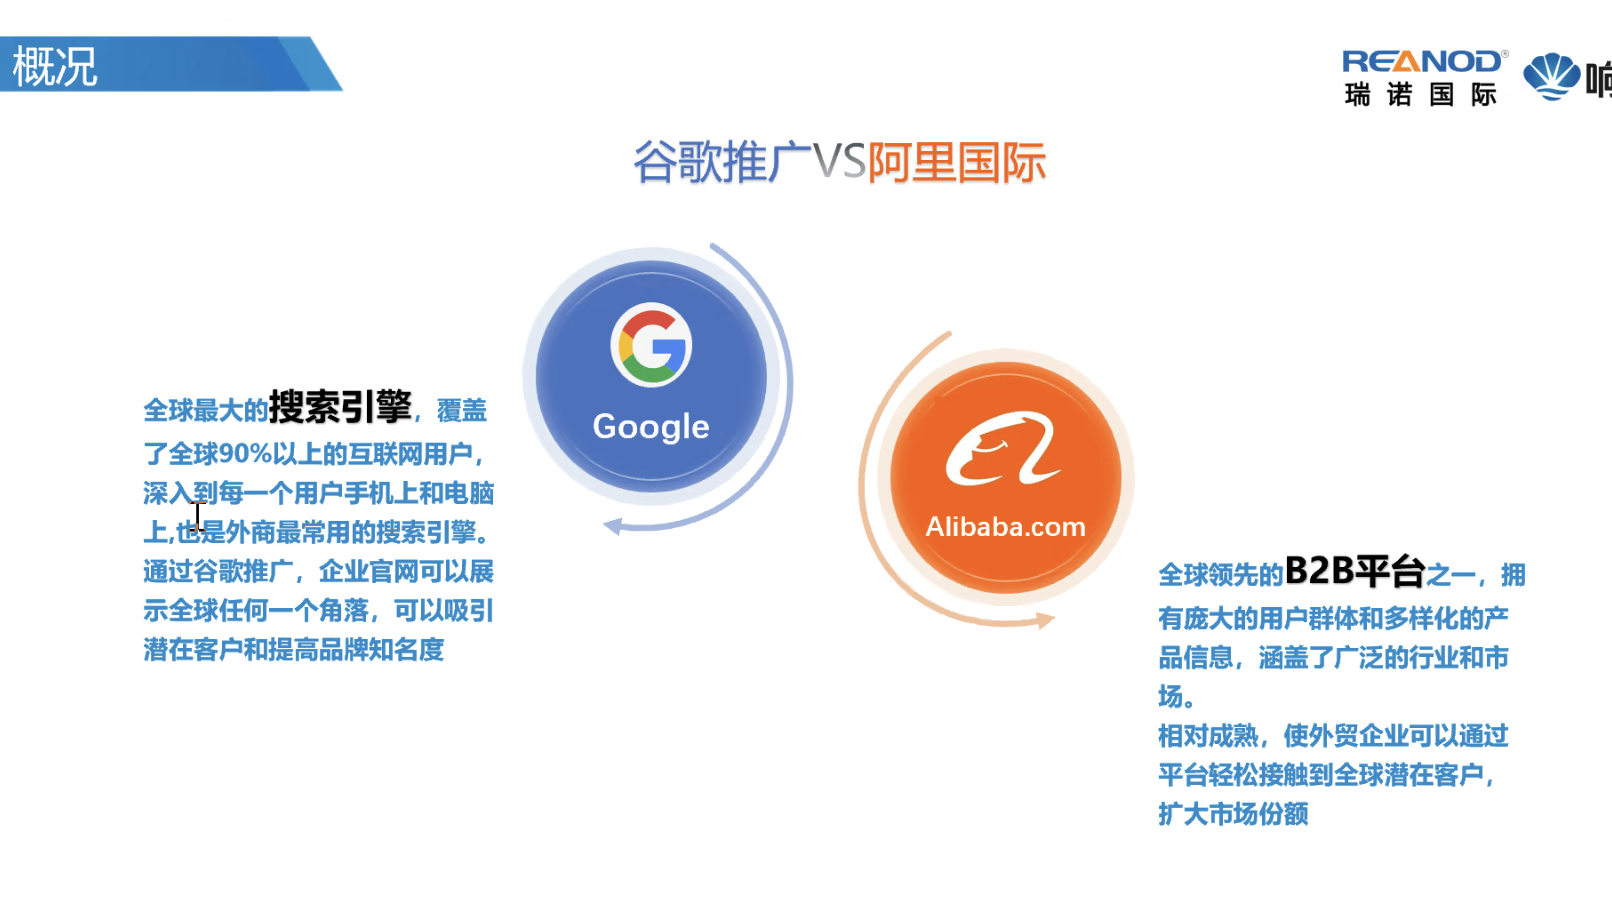 概况
REANOD®
瑞诺国际
响
谷歌推广VS阿里国际
Google
Alibaba.com
全球最大的搜索引擎，覆盖
了全球90%以上的互联网用户，
深入到每一个用户手机上和电脑
上,也是外商最常用的搜索引擎。
通过谷歌推广，企业官网可以展
示全球任何一个角落，可以吸引
潜在客户和提高品牌知名度
全球领先的B2B平台之一，拥
有庞大的用户群体和多样化的产
品信息，涵盖了广泛的行业和市
场。
相对成熟，使外贸企业可以通过
平台轻松接触到全球潜在客户，
扩大市场份额